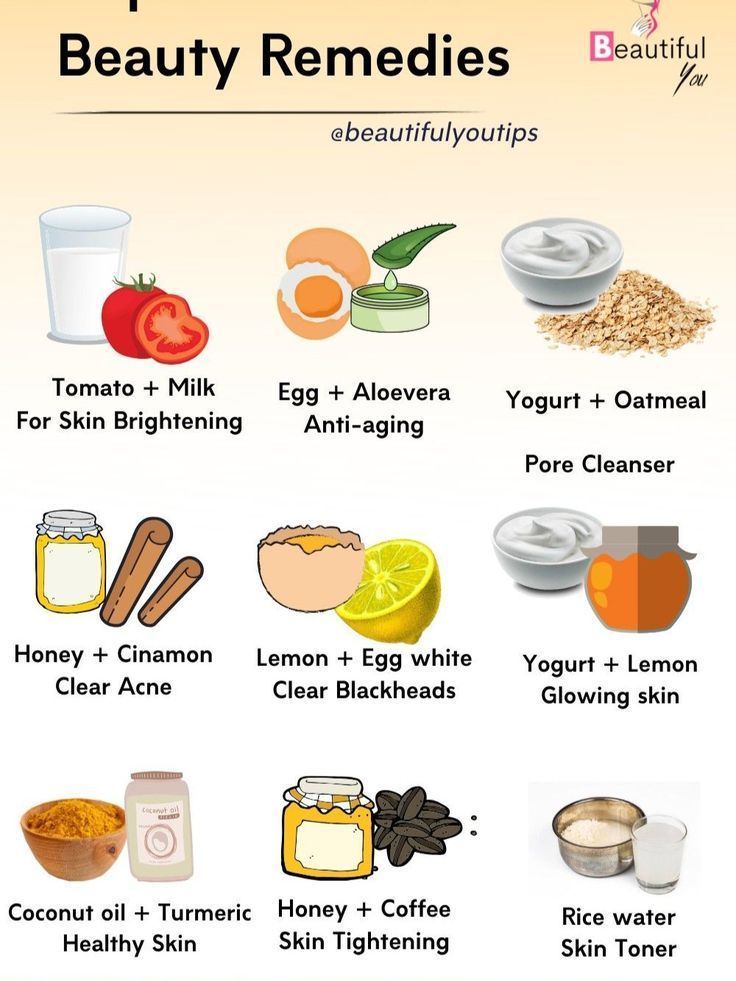 Beauty Remedies
Beautiful
You
@beautifulyoutips
Tomato + Milk
For Skin Brightening
Egg + Aloevera
Anti-aging
Yogurt + Oatmeal
Pore Cleanser
Honey + Cinamon
Clear Acne
Lemon + Egg white
Clear Blackheads
Yogurt + Lemon
Glowing skin
coconut oil
Coconut oil + Turmeric
Healthy Skin
:
Honey + Coffee
Skin Tightening
Rice water
Skin Toner